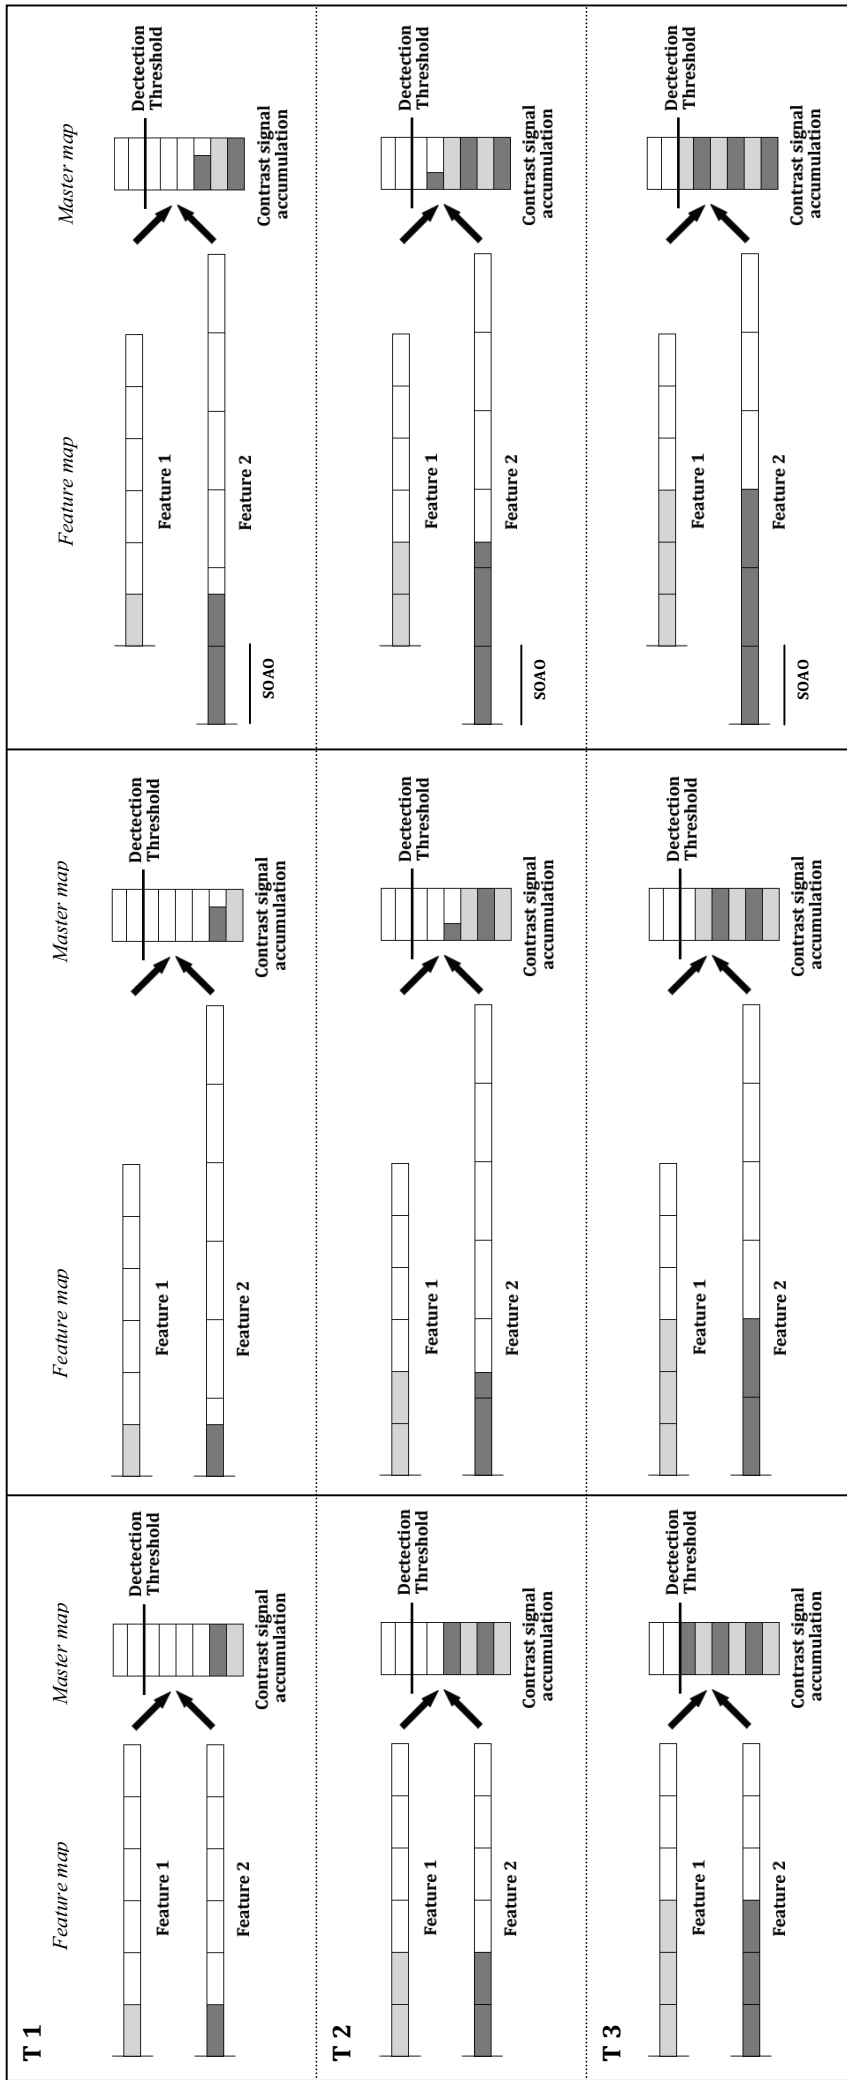 T 1
Feature map
Master map
Feature map
Master map
Feature map
Master map
Feature 1
Feature 2
Dectection
Threshold
Contrast signal
accumulation
Feature 1
Feature 2
Dectection
Threshold
Contrast signal
accumulation
Feature 1
Feature 2
SOAO
Dectection
Threshold
Contrast signal
accumulation
T 2
Feature 1
Feature 2
Dectection
Threshold
Contrast signal
accumulation
Feature 1
Feature 2
Dectection
Threshold
Contrast signal
accumulation
Feature 1
Feature 2
SOAO
Dectection
Threshold
Contrast signal
accumulation
T 3
Feature 1
Feature 2
Dectection
Threshold
Contrast signal
accumulation
Feature 1
Feature 2
Dectection
Threshold
Contrast signal
accumulation
Feature 1
Feature 2
SOAO
Dectection
Threshold
Contrast signal
accumulation